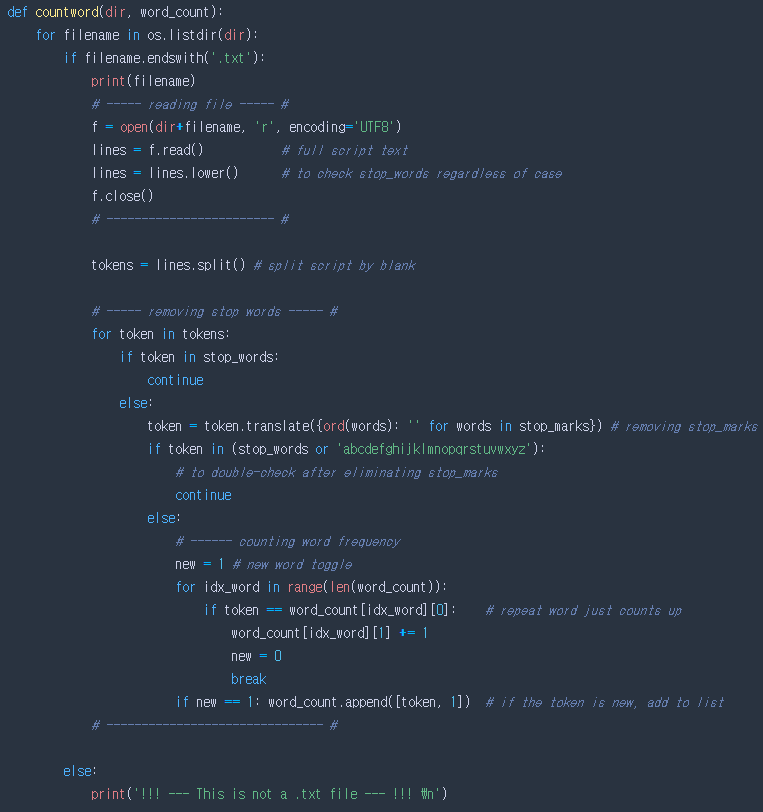 def countword(dir, word_count):
    for filename in os.listdir(dir):
        if filename.endswith('.txt'):
            print(filename)
            # ----- reading file ----- #
            f = open(dir+filename, 'r', encoding='UTF8')
            lines = f.read()           # full script text
            lines = lines.lower()      # to check stop_words regardless of case
            f.close()
            # ------------------------ #

            tokens = lines.split() # split script by blank

            # ----- removing stop words ----- #
            for token in tokens:
                if token in stop_words:
                    continue
                else:
                    token = token.translate({ord(words): '' for words in stop_marks}) # removing stop_marks
                    if token in (stop_words or 'abcdefghijklmnopqrstuvwxyz'):
                        # to double-check after eliminating stop_marks
                        continue
                    else:
                        # ------ counting word frequency
                        new = 1 # new word toggle
                        for idx_word in range(len(word_count)):
                            if token == word_count[idx_word][0]:    # repeat word just counts up
                                word_count[idx_word][1] += 1
                                new = 0
                                break
                        if new == 1: word_count.append([token, 1])  # if the token is new, add to list
            # ------------------------------- #

        else:
            print('!!! --- This is not a .txt file --- !!! ₩n')